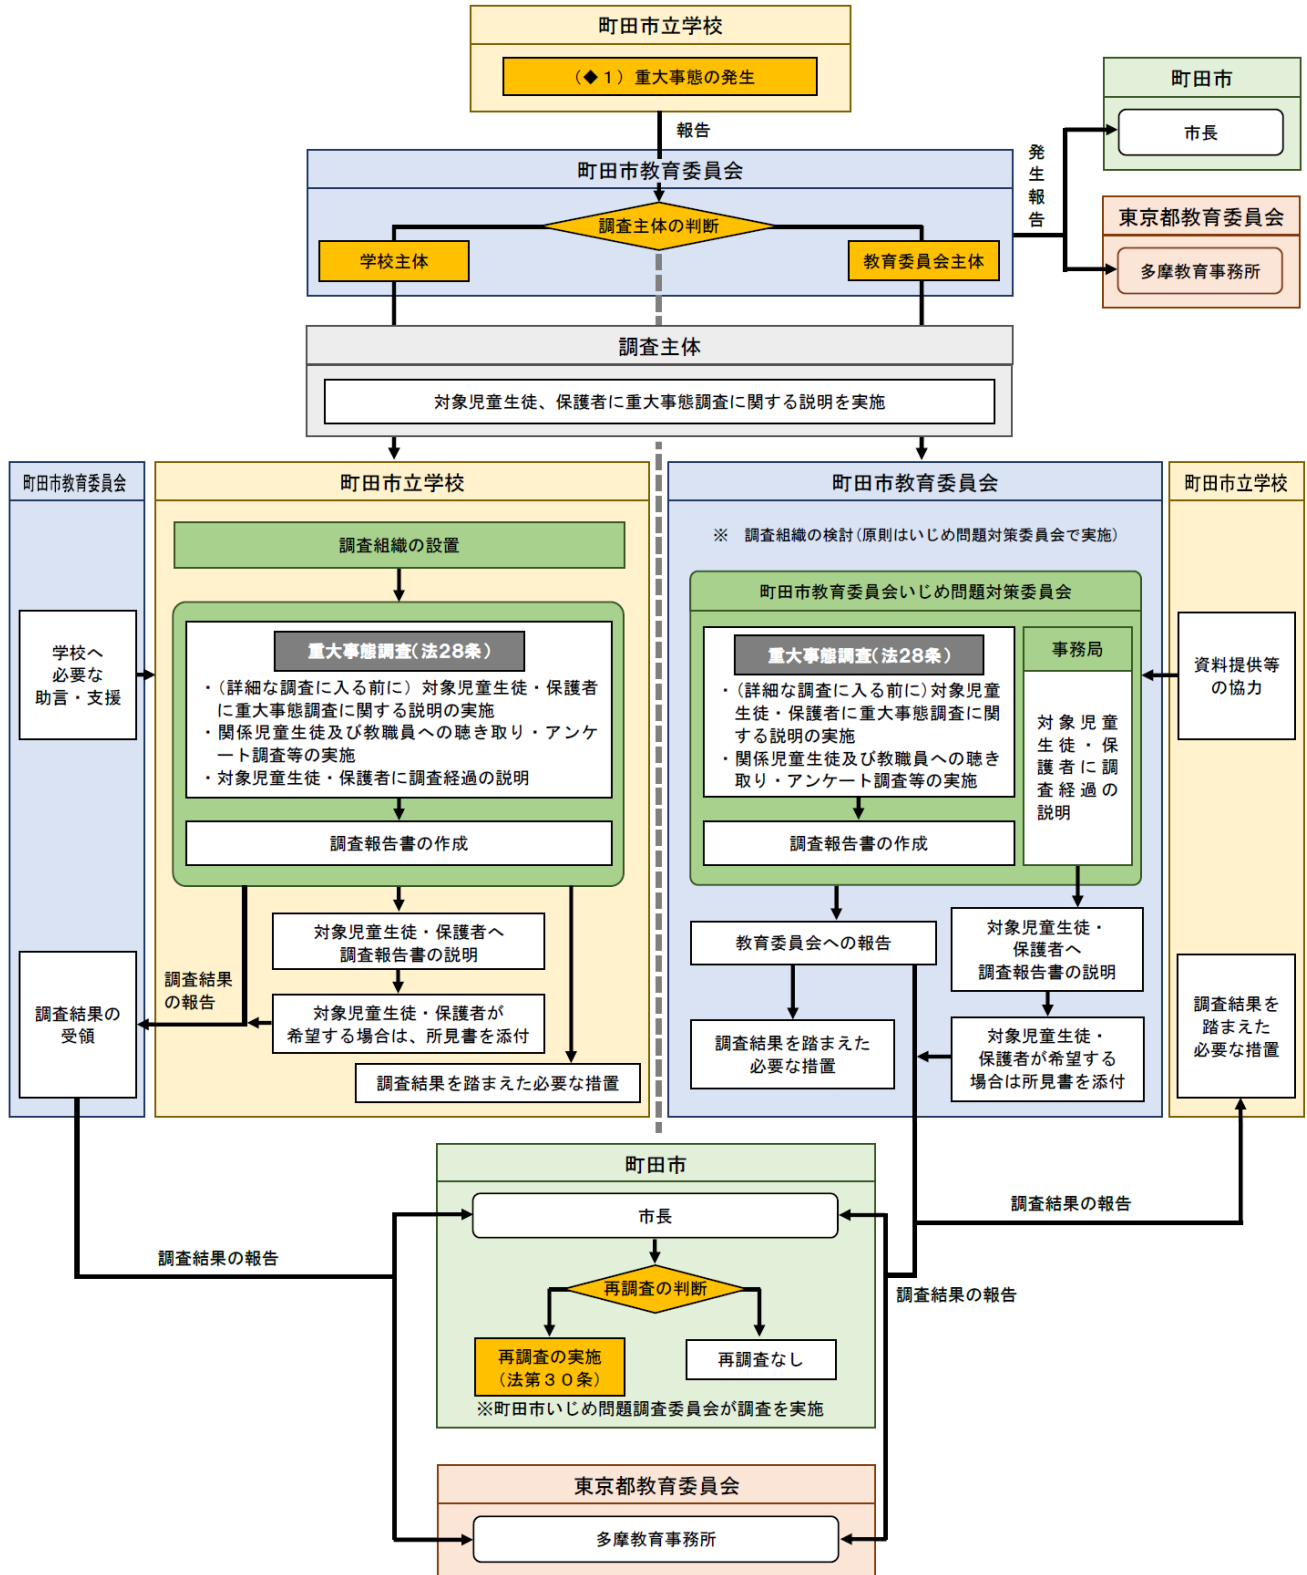 町田市立学校
（◆１）重大事態の発生
報告
町田市教育委員会
調査主体の判断
学校主体
教育委員会主体
発生報告
町田市
市長
東京都教育委員会
多摩教育事務所
調査主体
対象児童生徒、保護者に重大事態調査に関する説明を実施
町田市教育委員会
学校へ
必要な
助言・支援
調査結果の
受領
町田市立学校
調査組織の設置
重大事態調査（法28条）
・（詳細な調査に入る前に）対象児童生徒・保護者
に重大事態調査に関する説明の実施
・関係児童生徒及び教職員への聴き取り・アンケ
ート調査等の実施
・対象児童生徒・保護者に調査経過の説明
調査報告書の作成
対象児童生徒・保護者へ
調査報告書の説明
調査結果
の報告
対象児童生徒・保護者が
希望する場合は、所見書を添付
調査結果を踏まえた必要な措置
町田市教育委員会
※　調査組織の検討（原則はいじめ問題対策委員会で実施）
町田市教育委員会いじめ問題対策委員会
重大事態調査（法28条）
・（詳細な調査に入る前に）対象児童
生徒・保護者に重大事態調査に関
する説明の実施
・関係児童生徒及び教職員への聴き
取り・アンケート調査等の実施
調査報告書の作成
事務局
対象児童
生徒・保
護者に調
査経過の
説明
教育委員会への報告
対象児童生徒・
保護者へ
調査報告書の説明
調査結果を踏まえた
必要な措置
対象児童生徒・
保護者が希望する
場合は所見書を添付
町田市立学校
資料提供等
の協力
調査結果を
踏まえた
必要な措置
調査結果の報告
調査結果の報告
調査結果の報告
町田市
市長
再調査の判断
再調査の実施
（法第３０条）
再調査なし
※町田市いじめ問題調査委員会が調査を実施
東京都教育委員会
多摩教育事務所